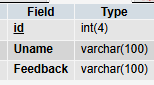 Field Type
id int(4)
Uname varchar(100)
Feedback varchar(100)